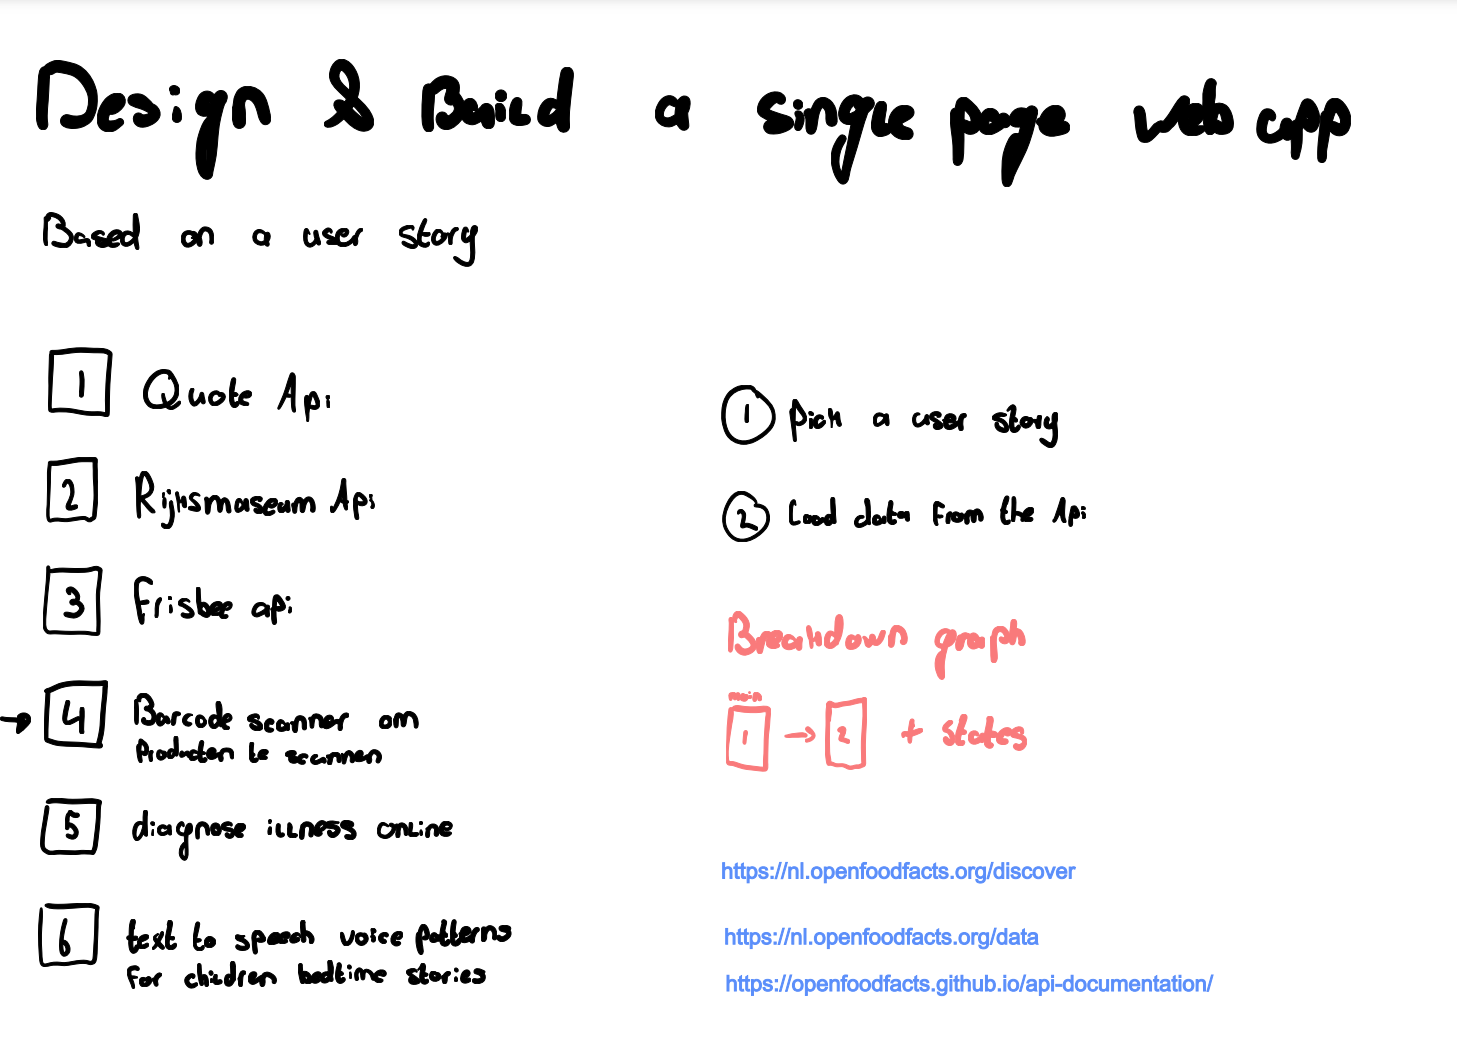 Design & Build a single page web app
Based on a user story
1 Quote Api
2 Rijksmuseum Api
3 Frisbee api
→ 4 Barcode scanner om
Producten te scannen
5 diagnose illness online
6 text to speech voice patterns
For children bedtime stories
1 Pick a user story
2 Load data from the Api
Breakdown graph
main
1 → 2 + states
https://nl.openfoodfacts.org/discover
https://nl.openfoodfacts.org/data
https://openfoodfacts.github.io/api-documentation/